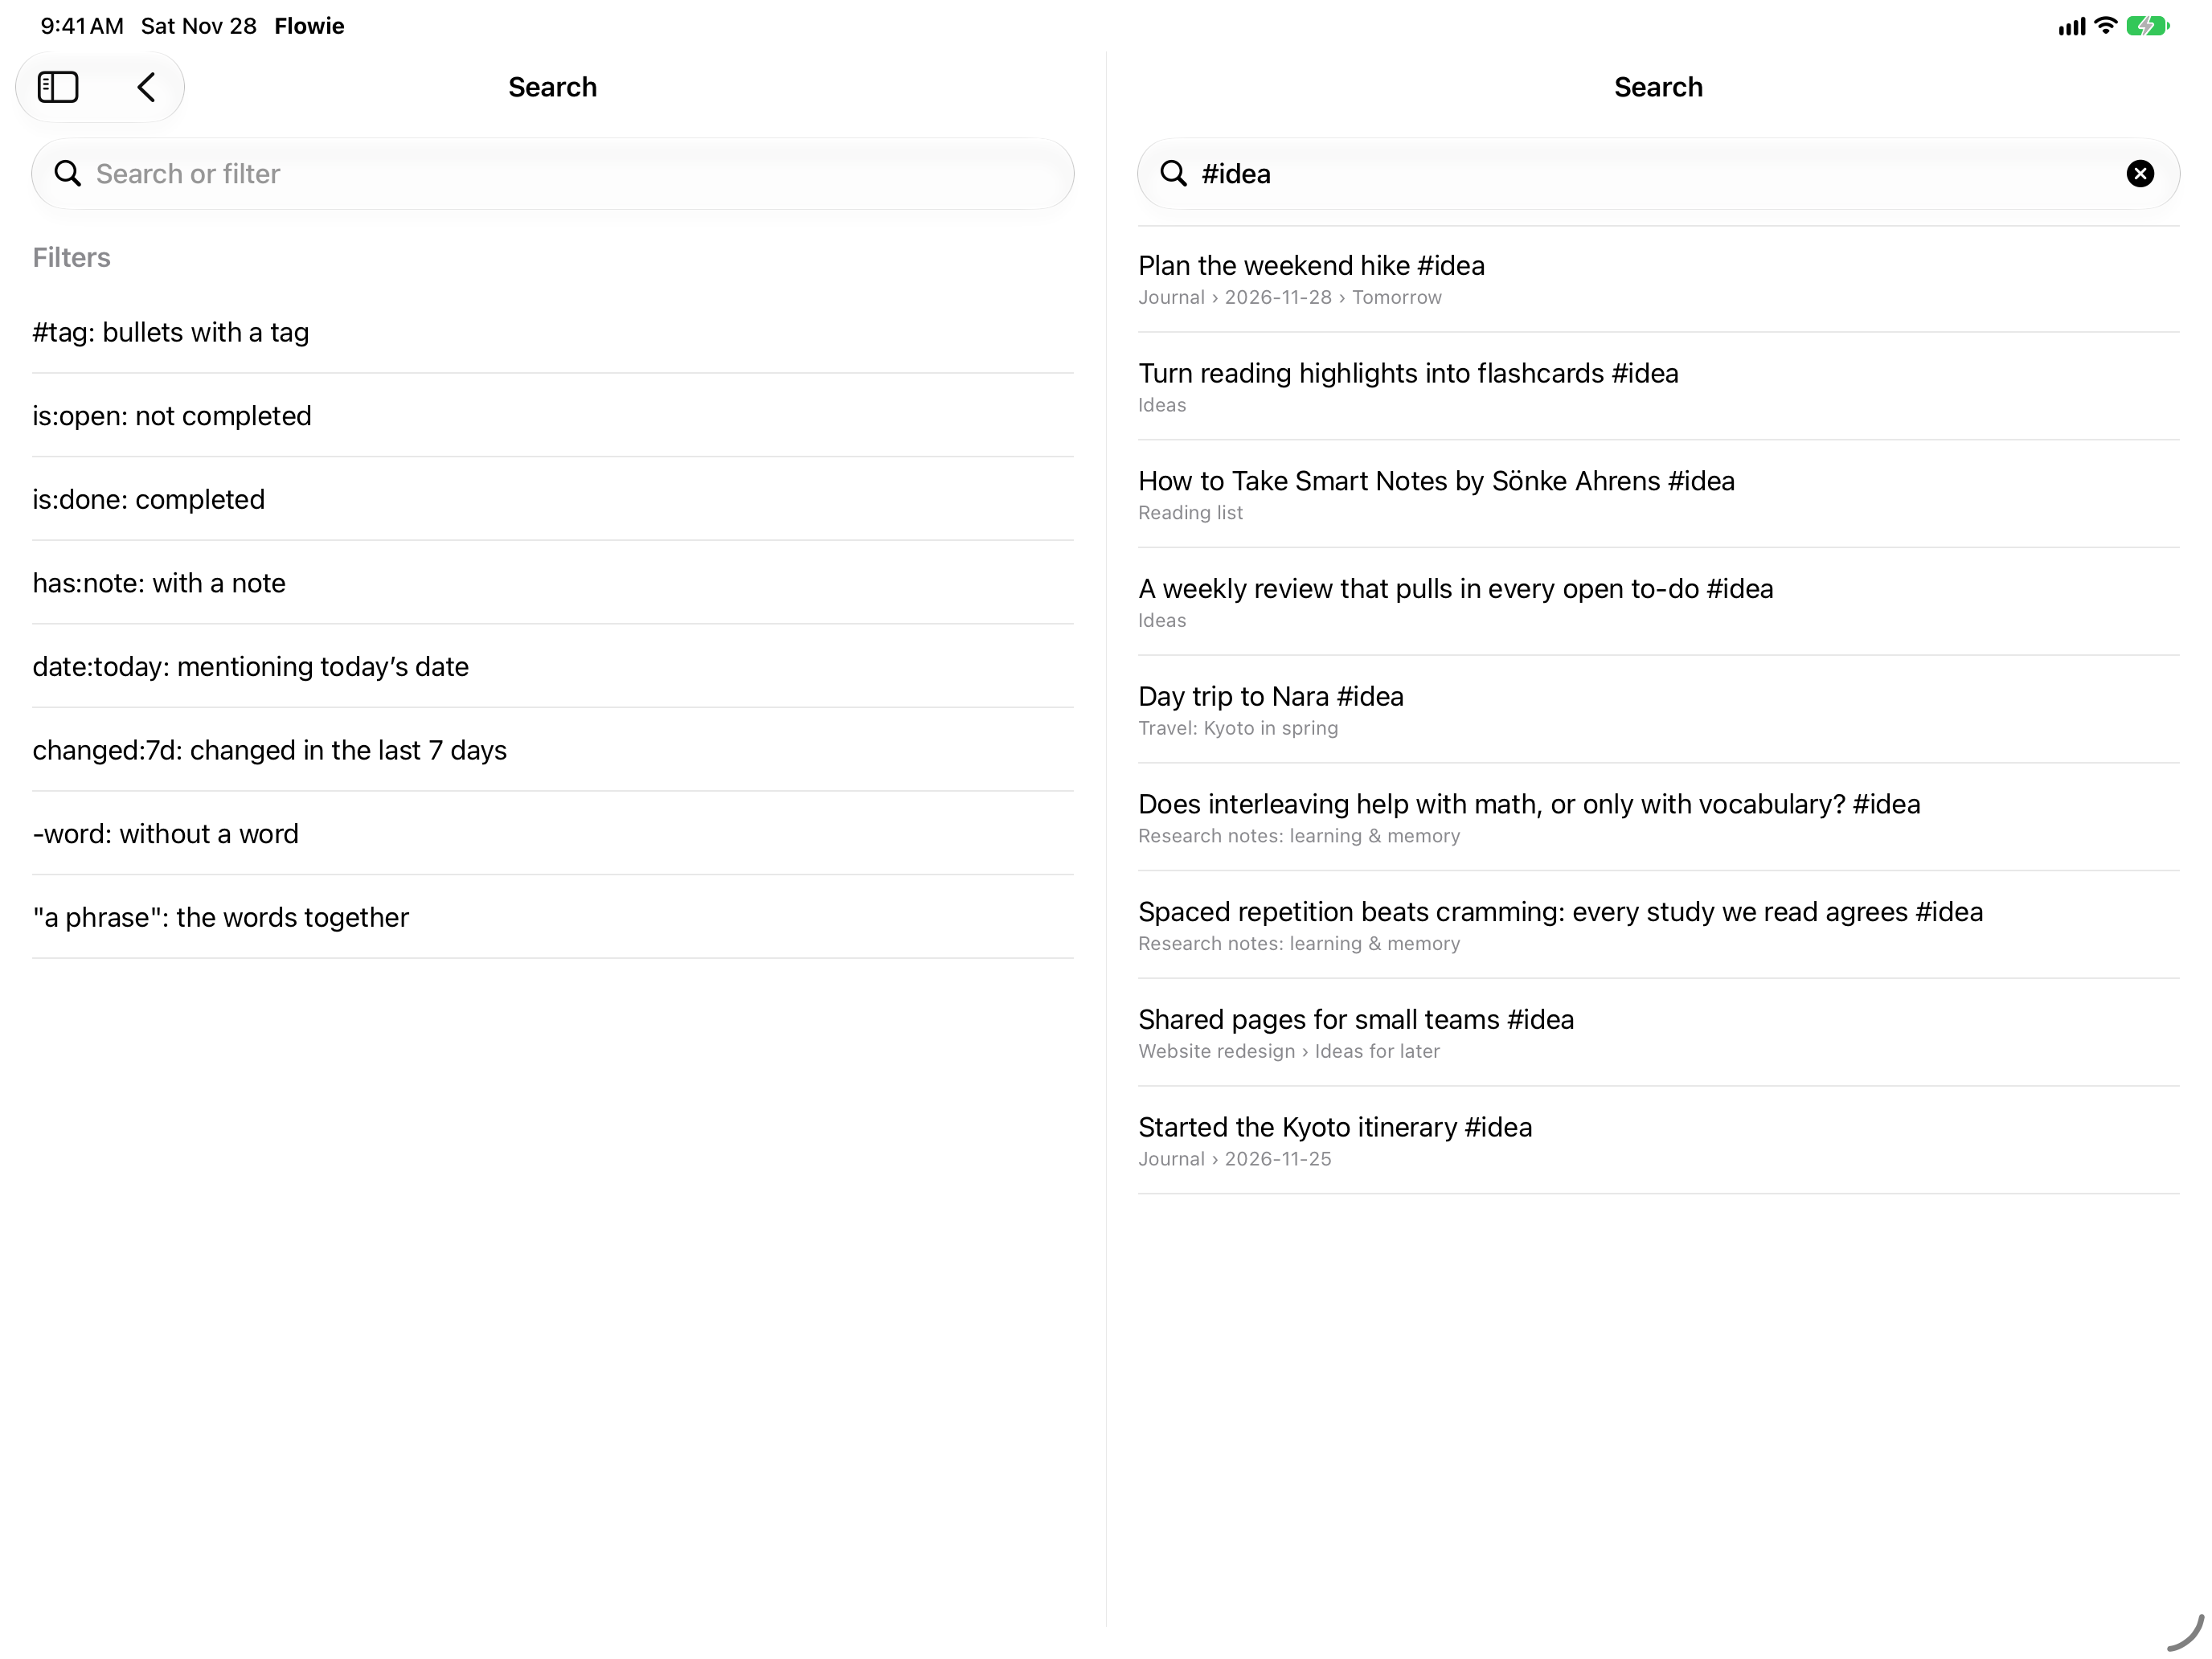 9:41 AM Sat Nov 28 Flowie
Search
Search or filter
Filters
#tag: bullets with a tag
is:open: not completed
is:done: completed
has:note: with a note
date:today: mentioning today’s date
changed:7d: changed in the last 7 days
-word: without a word
"a phrase": the words together
Search
#idea
Plan the weekend hike #idea
Journal › 2026-11-28 › Tomorrow
Turn reading highlights into flashcards #idea
Ideas
How to Take Smart Notes by Sönke Ahrens #idea
Reading list
A weekly review that pulls in every open to-do #idea
Ideas
Day trip to Nara #idea
Travel: Kyoto in spring
Does interleaving help with math, or only with vocabulary? #idea
Research notes: learning & memory
Spaced repetition beats cramming: every study we read agrees #idea
Research notes: learning & memory
Shared pages for small teams #idea
Website redesign › Ideas for later
Started the Kyoto itinerary #idea
Journal › 2026-11-25